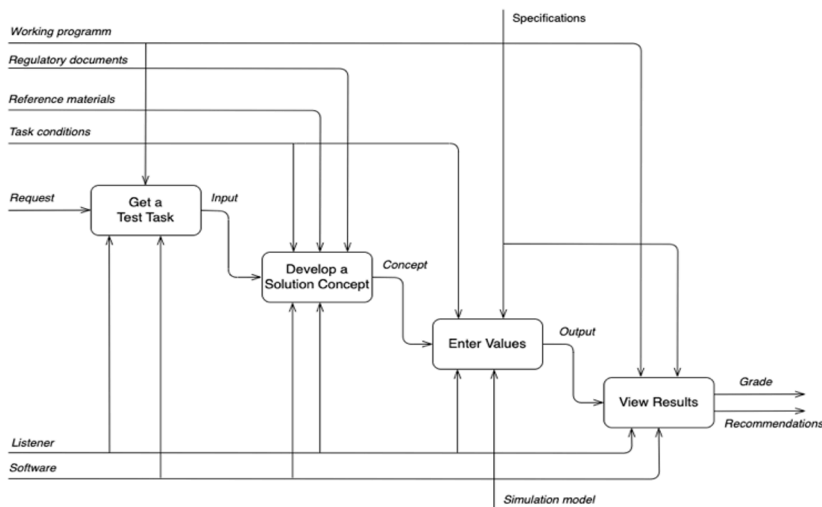 Specifications
Working programm
Regulatory documents
Reference materials
Task conditions
Request
Get a
Test Task
Input
Develop a
Solution Concept
Concept
Enter Values
Output
View Results
Grade
Recommendations
Listener
Software
Simulation model